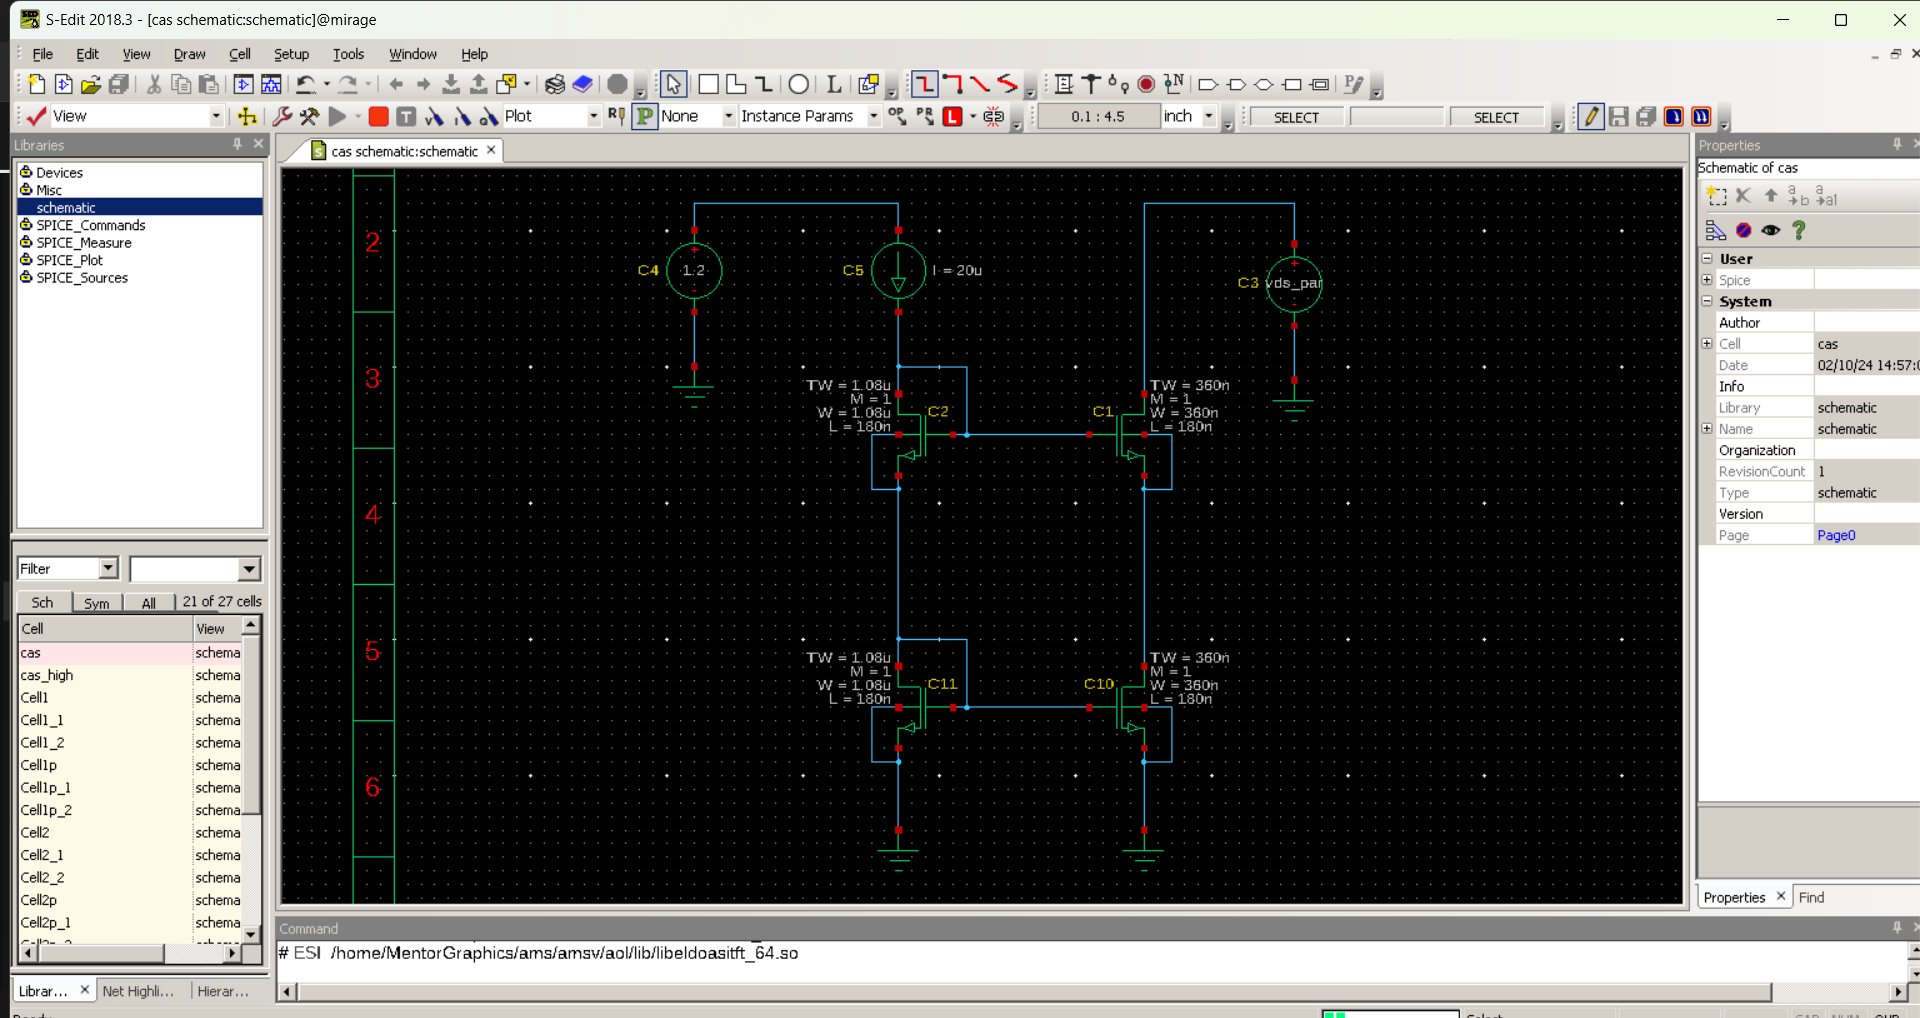 S-Edit 2018.3 - [cas schematic:schematic]@mirage
File Edit View Draw Cell Setup Tools Window Help
View Plot None Instance Params 0.1 : 4.5 inch SELECT SELECT
Libraries
Devices
Misc
schematic
SPICE_Commands
SPICE_Measure
SPICE_Plot
SPICE_Sources
Filter
Sch Sym All 21 of 27 cells
Cell View
cas schema
cas_high schema
Cell1 schema
Cell1_1 schema
Cell1_2 schema
Cell1p schema
Cell1p_1 schema
Cell1p_2 schema
Cell2 schema
Cell2_1 schema
Cell2_2 schema
Cell2p schema
Cell2p_1 schema
Librar... Net Highli... Hierar...
cas schematic:schematic
2
3
4
5
6
C4 1.2
C5 I = 20u
C3 vds_par
TW = 1.08u
M = 1
W = 1.08u
L = 180n
C2
C1
TW = 360n
M = 1
W = 360n
L = 180n
TW = 1.08u
M = 1
W = 1.08u
L = 180n
C11
C10
TW = 360n
M = 1
W = 360n
L = 180n
Properties
Schematic of cas
User
Spice
System
Author
Cell cas
Date 02/10/24 14:57:
Info
Library schematic
Name schematic
Organization
RevisionCount 1
Type schematic
Version
Page Page0
Properties Find
Command
# ESI /home/MentorGraphics/ams/amsv/aol/lib/libeldoasitft_64.so